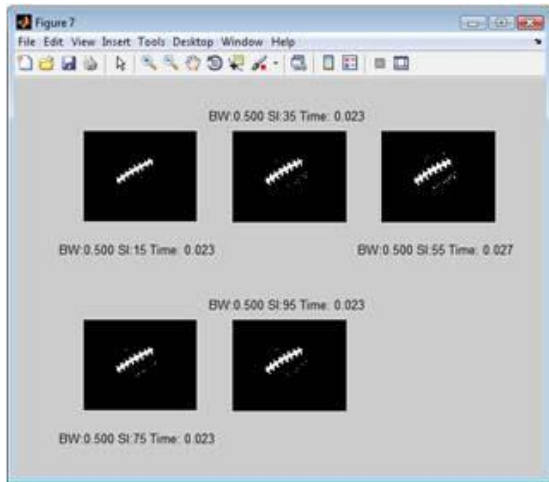 Figure 7
File Edit View Insert Tools Desktop Window Help
BW:0.500 SI:35 Time: 0.023
BW:0.500 SI:15 Time: 0.023
BW:0.500 SI:55 Time: 0.027
BW:0.500 SI:95 Time: 0.023
BW:0.500 SI:75 Time: 0.023